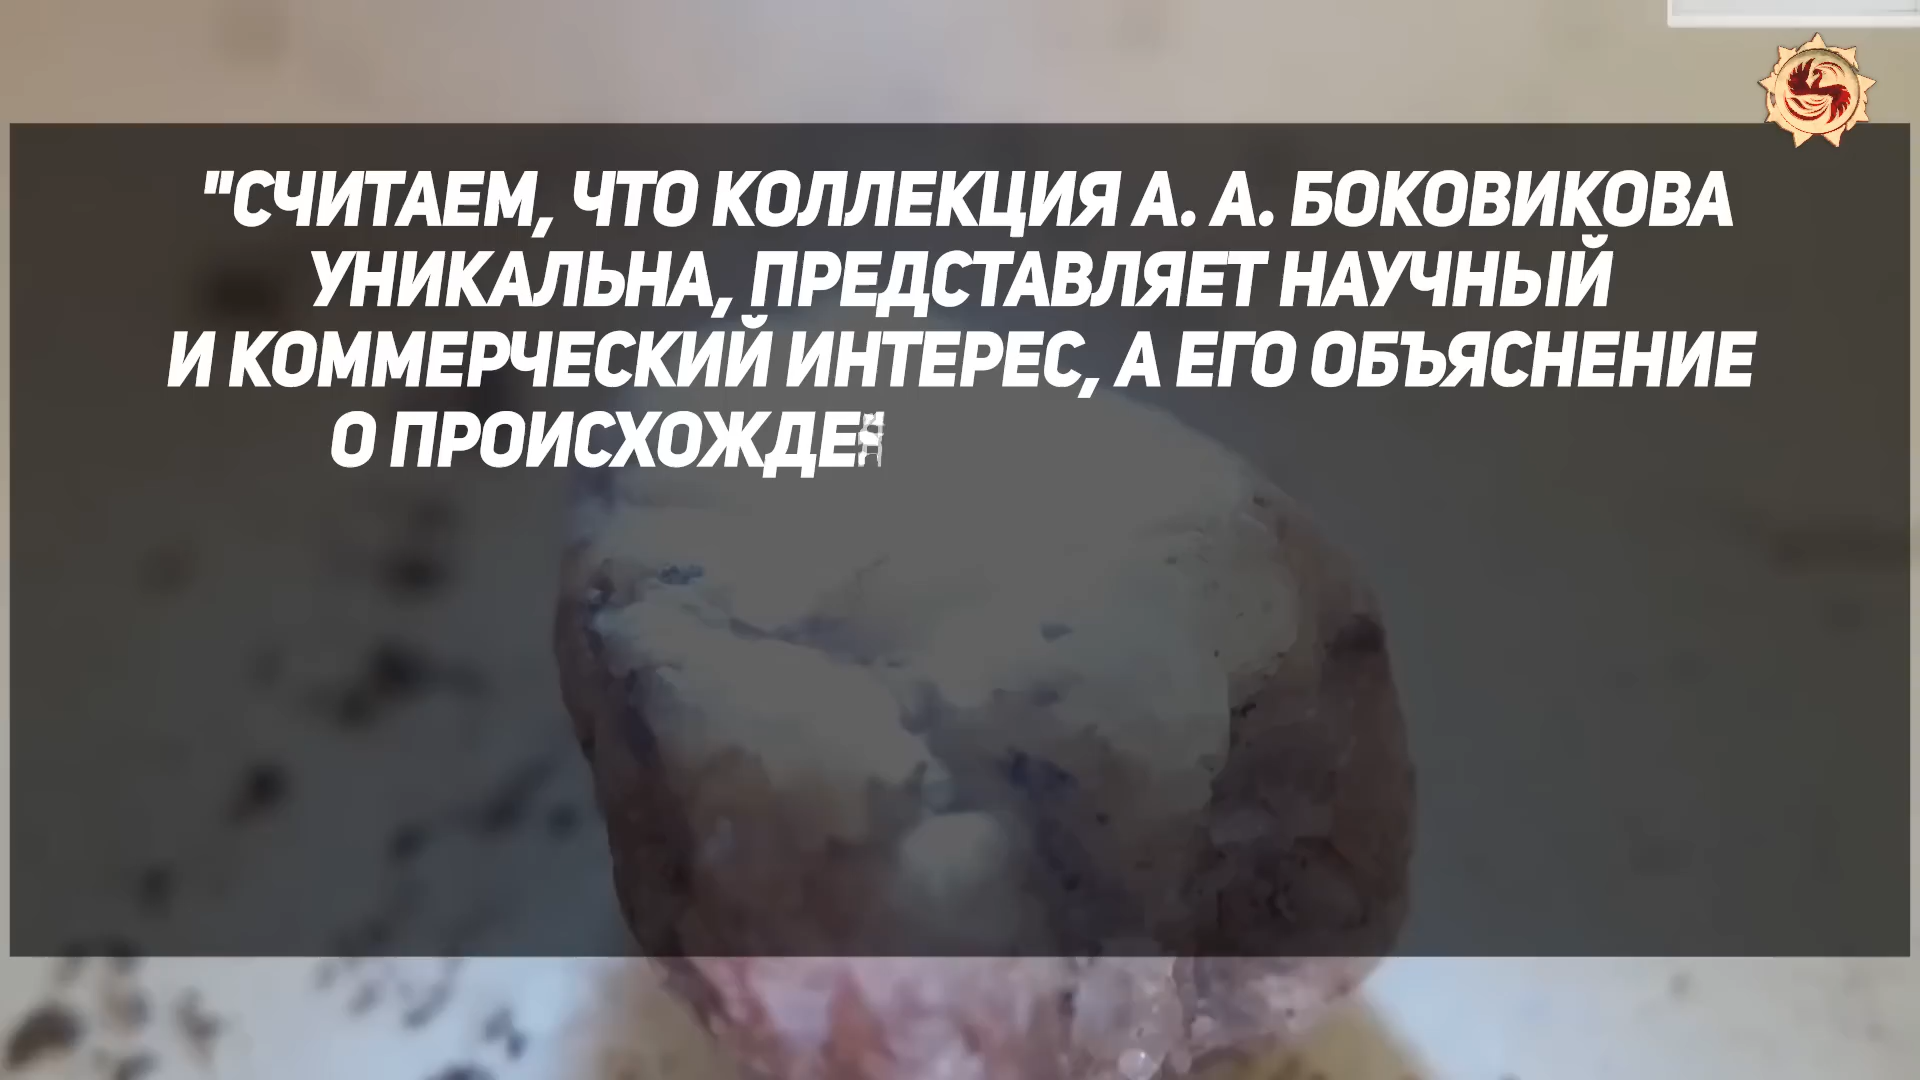 "СЧИТАЕМ, ЧТО КОЛЛЕКЦИЯ А. А. БОКОВИКОВА
УНИКАЛЬНА, ПРЕДСТАВЛЯЕТ НАУЧНЫЙ
И КОММЕРЧЕСКИЙ ИНТЕРЕС, А ЕГО ОБЪЯСНЕНИЕ
О ПРОИСХОЖДЕ